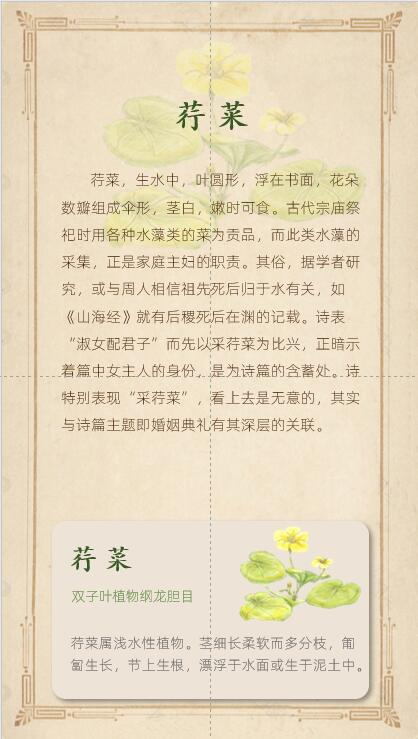 荇菜
荇菜，生水中，叶圆形，浮在书面，花朵
数瓣组成伞形，茎白，嫩时可食。古代宗庙祭
祀时用各种水藻类的菜为贡品，而此类水藻的
采集，正是家庭主妇的职责。其俗，据学者研
究，或与周人相信祖先死后归于水有关，如
《山海经》就有后稷死后在渊的记载。诗表
“淑女配君子”而先以采荇菜为比兴，正暗示
着篇中女主人的身份，是为诗篇的含蓄处。诗
特别表现“采荇菜”，看上去是无意的，其实
与诗篇主题即婚姻典礼有其深层的关联。
荇菜
双子叶植物纲龙胆目
荇菜属浅水性植物。茎细长柔软而多分枝，匍
匐生长，节上生根，漂浮于水面或生于泥土中。